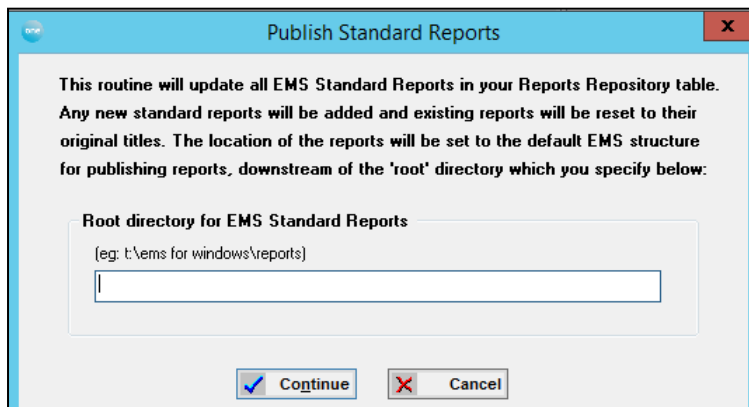 one
Publish Standard Reports
X
This routine will update all EMS Standard Reports in your Reports Repository table.
Any new standard reports will be added and existing reports will be reset to their
original titles. The location of the reports will be set to the default EMS structure
for publishing reports, downstream of the 'root' directory which you specify below:
Root directory for EMS Standard Reports
(eg: t:\ems for windows\reports)
Continue
Cancel